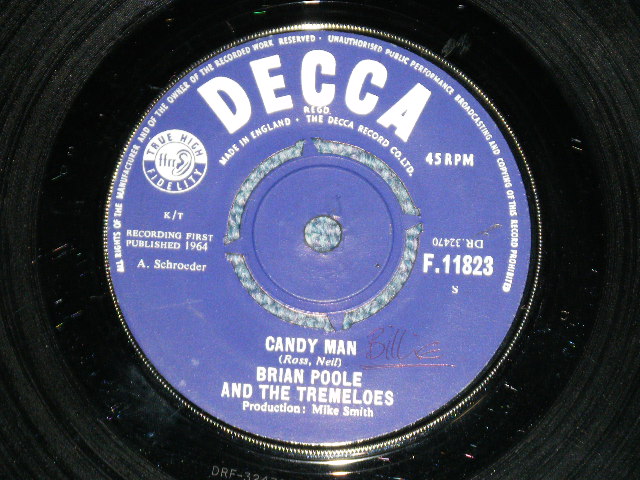 ALL RIGHTS OF THE MANUFACTURER AND OF THE OWNER OF THE RECORDED WORK RESERVED · UNAUTHORISED PUBLIC PERFORMANCE BROADCASTING AND COPYING OF THIS RECORD PROHIBITED
DECCA
REGD.
MADE IN ENGLAND · THE DECCA RECORD CO. LTD.
TRUE HIGH
ffrr
FIDELITY
45 RPM
K/T
RECORDING FIRST
PUBLISHED 1964
A. Schroeder
DR.32470
F.11823
S
CANDY MAN
(Ross, Neil)
BRIAN POOLE
AND THE TREMELOES
Production: Mike Smith